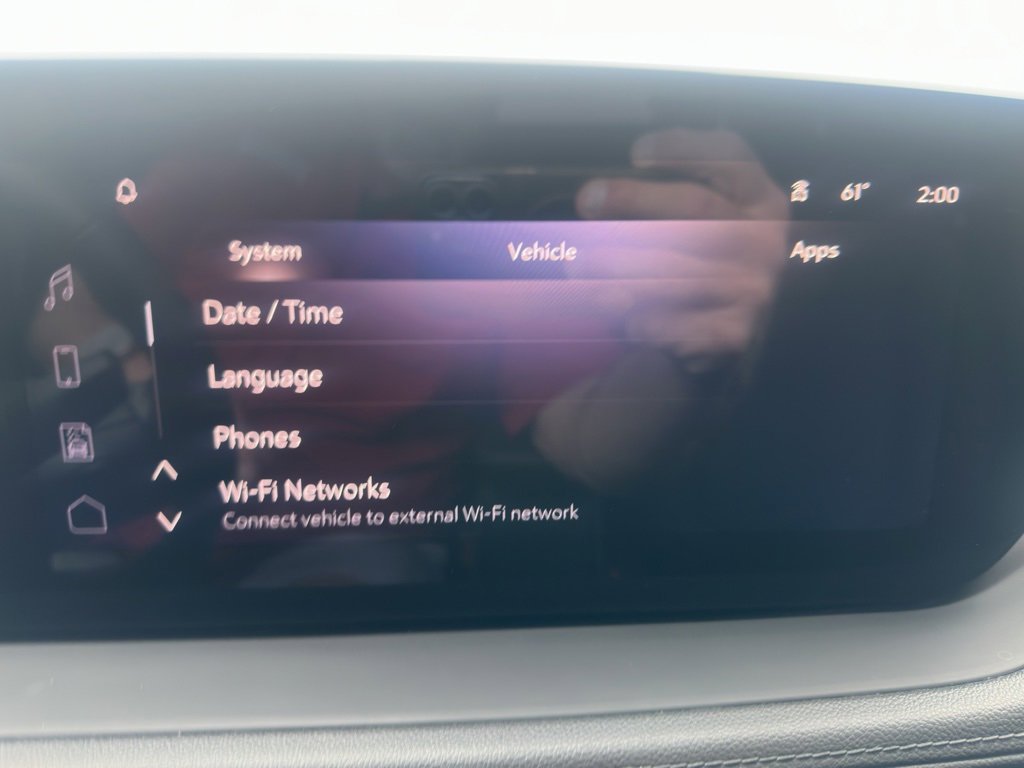 61° 2:00
System Vehicle Apps
Date / Time
Language
Phones
Wi-Fi Networks
Connect vehicle to external Wi-Fi network